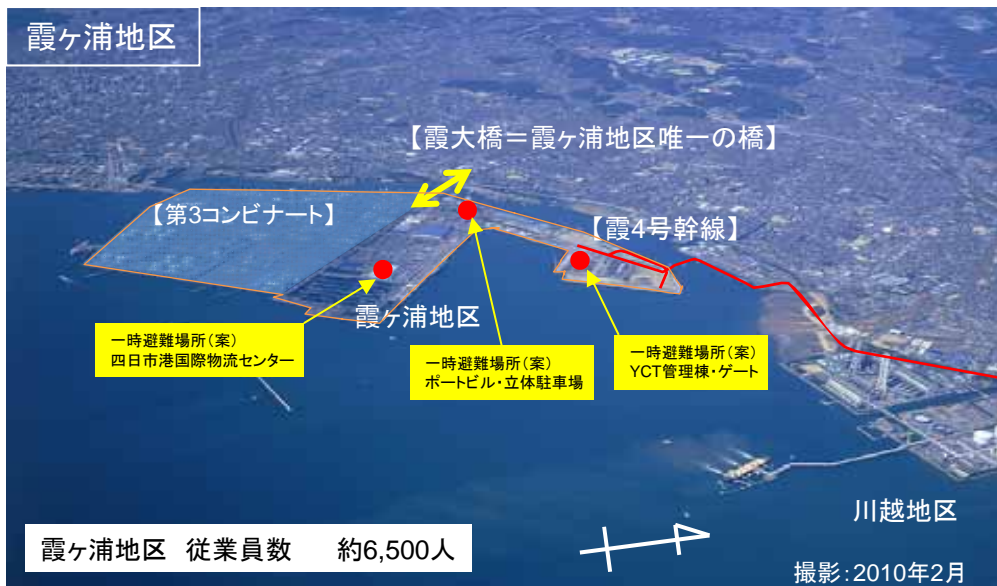 霞ヶ浦地区
【霞大橋＝霞ヶ浦地区唯一の橋】
【第3コンビナート】
【霞4号幹線】
霞ヶ浦地区
一時避難場所(案)
四日市港国際物流センター
一時避難場所(案)
ポートビル・立体駐車場
一時避難場所(案)
YCT管理棟・ゲート
川越地区
霞ヶ浦地区 従業員数 約6,500人
撮影:2010年2月